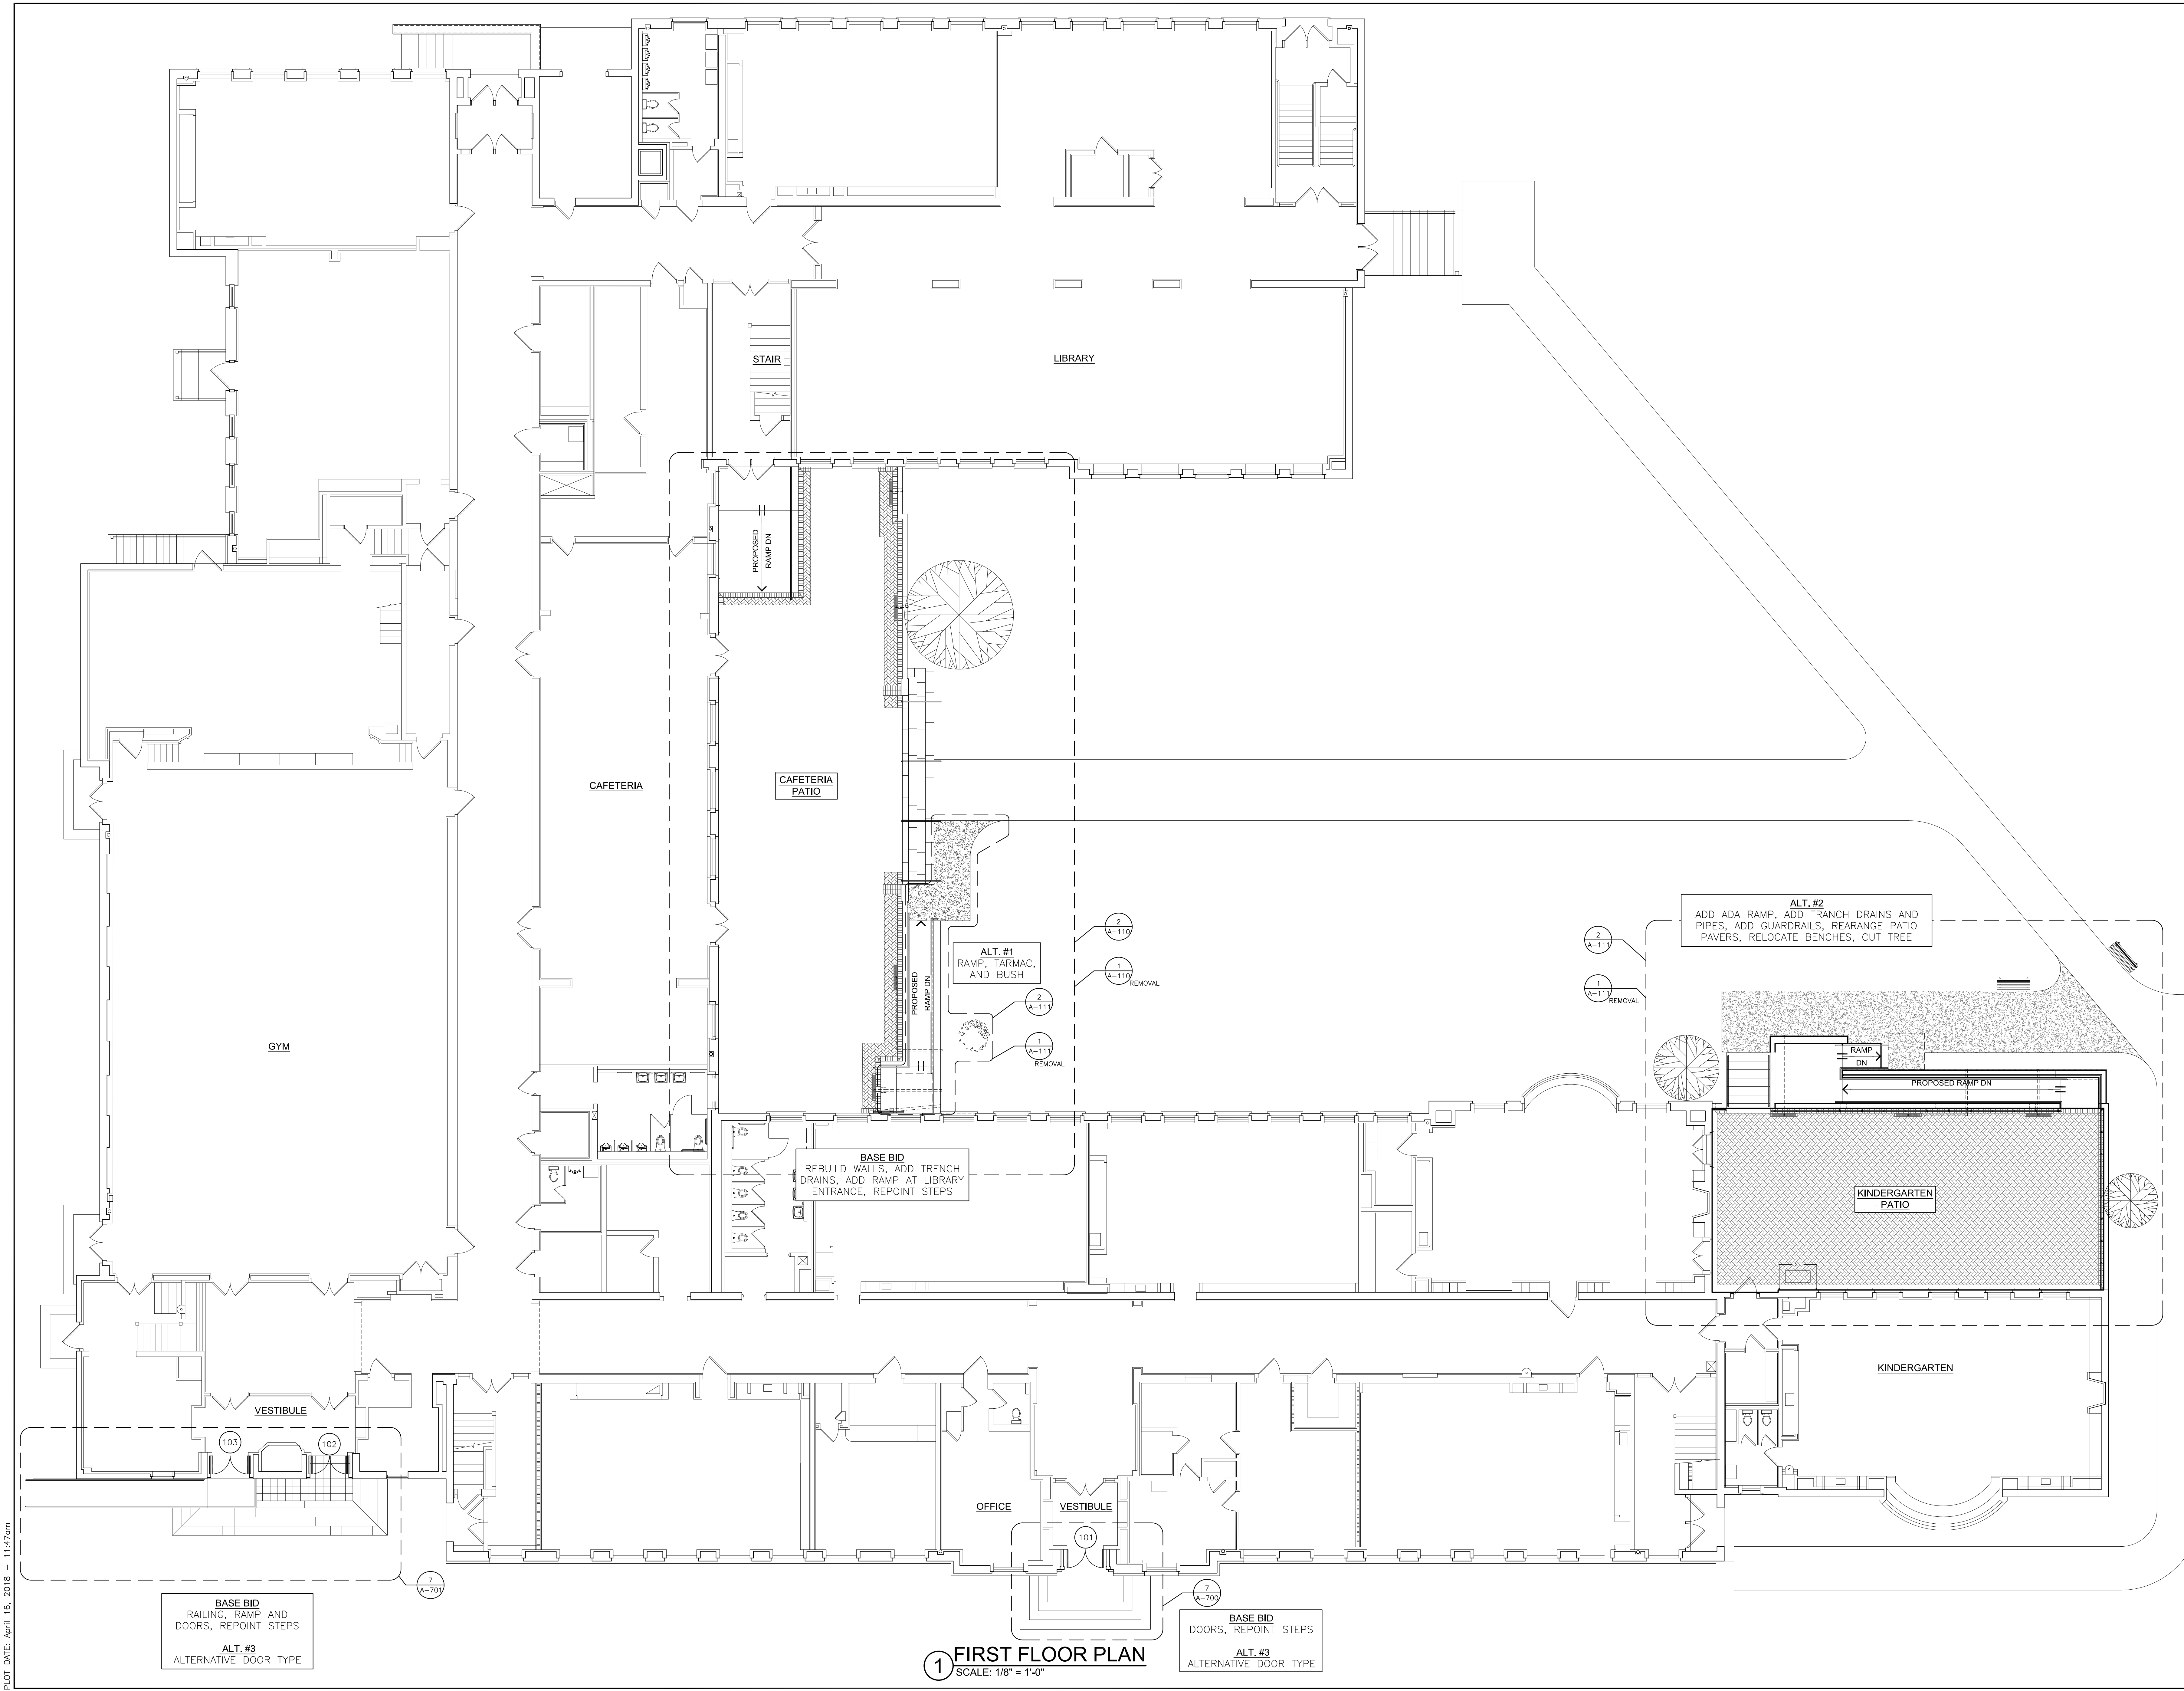 STAIR
LIBRARY
PROPOSED
RAMP DN
CAFETERIA
CAFETERIA
PATIO
GYM
PROPOSED
RAMP DN
ALT. #1
RAMP, TARMAC,
AND BUSH
2
A-110
1
A-110
REMOVAL
2
A-111
1
A-111
REMOVAL
ALT. #2
ADD ADA RAMP, ADD TRANCH DRAINS AND
PIPES, ADD GUARDRAILS, REARANGE PATIO
PAVERS, RELOCATE BENCHES, CUT TREE
2
A-111
1
A-111
REMOVAL
RAMP
DN
PROPOSED RAMP DN
BASE BID
REBUILD WALLS, ADD TRENCH
DRAINS, ADD RAMP AT LIBRARY
ENTRANCE, REPOINT STEPS
KINDERGARTEN
PATIO
KINDERGARTEN
VESTIBULE
103
102
OFFICE
VESTIBULE
101
7
A-701
7
A-700
BASE BID
RAILING, RAMP AND
DOORS, REPOINT STEPS
ALT. #3
ALTERNATIVE DOOR TYPE
BASE BID
DOORS, REPOINT STEPS
ALT. #3
ALTERNATIVE DOOR TYPE
1 FIRST FLOOR PLAN
SCALE: 1/8" = 1'-0"
PLOT DATE: April 16, 2018 - 11:47am